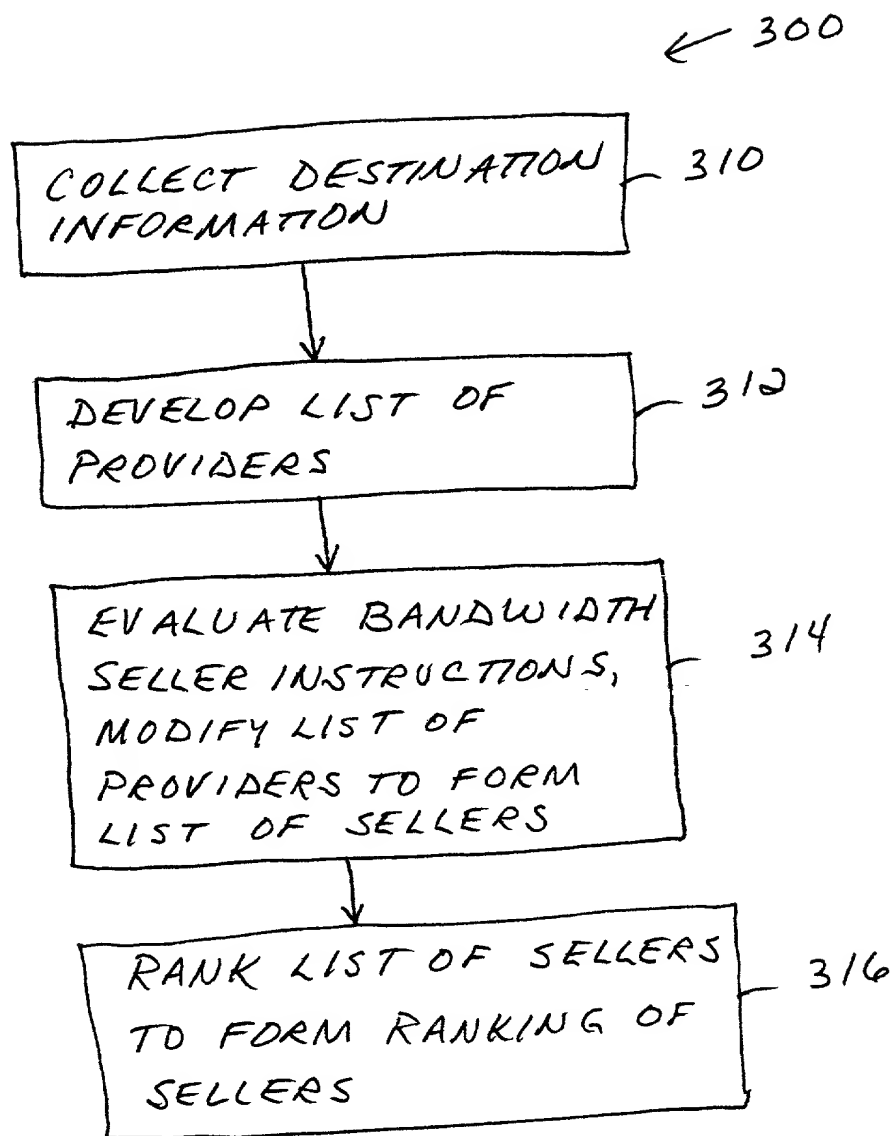 300
COLLECT DESTINATION
INFORMATION
310
DEVELOP LIST OF
PROVIDERS
312
EVALUATE BANDWIDTH
SELLER INSTRUCTIONS,
MODIFY LIST OF
PROVIDERS TO FORM
LIST OF SELLERS
314
RANK LIST OF SELLERS
TO FORM RANKING OF
SELLERS
316